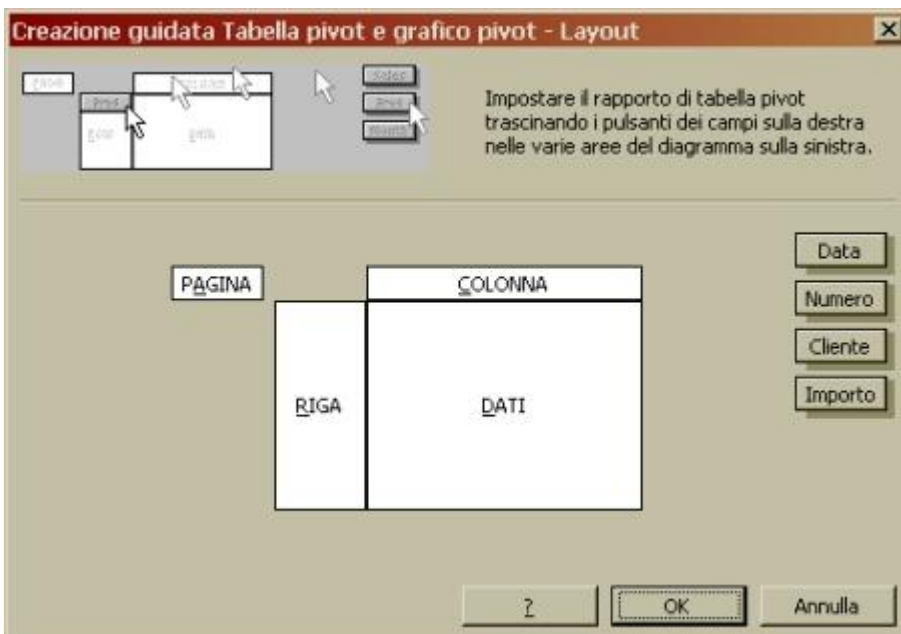 Creazione guidata Tabella pivot e grafico pivot - Layout
Impostare il rapporto di tabella pivot
trascinando i pulsanti dei campi sulla destra
nelle varie aree del diagramma sulla sinistra.
PAGINA
COLONNA
RIGA
DATI
Data
Numero
Cliente
Importo
?
OK
Annulla